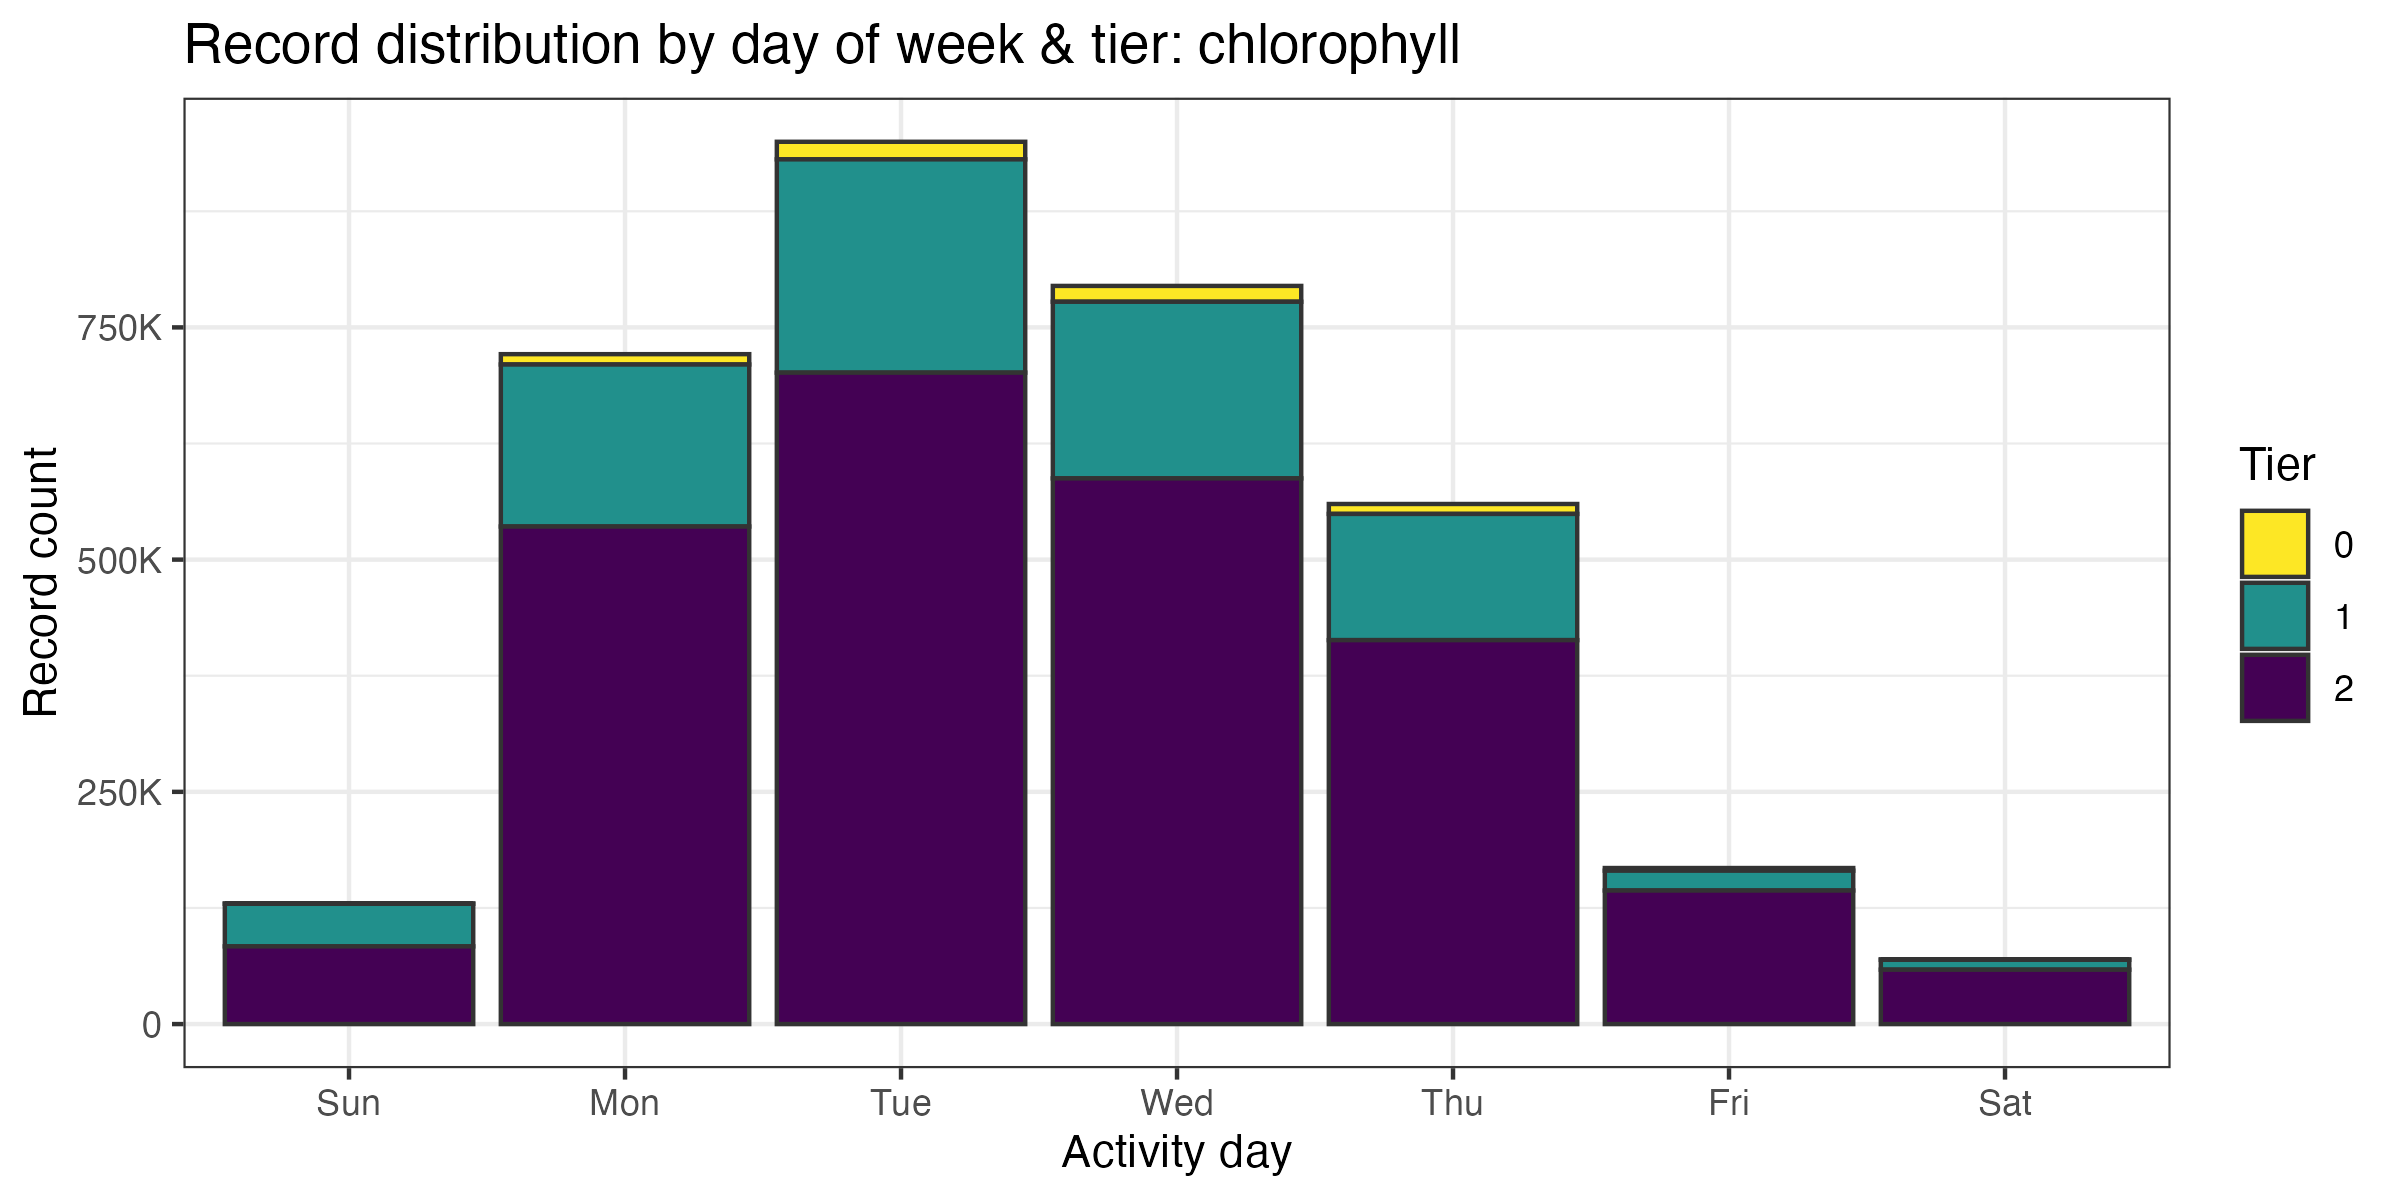 Record distribution by day of week & tier: chlorophyll
Record count
750K
500K
250K
0
Sun Mon Tue Wed Thu Fri Sat
Activity day
Tier
0
1
2